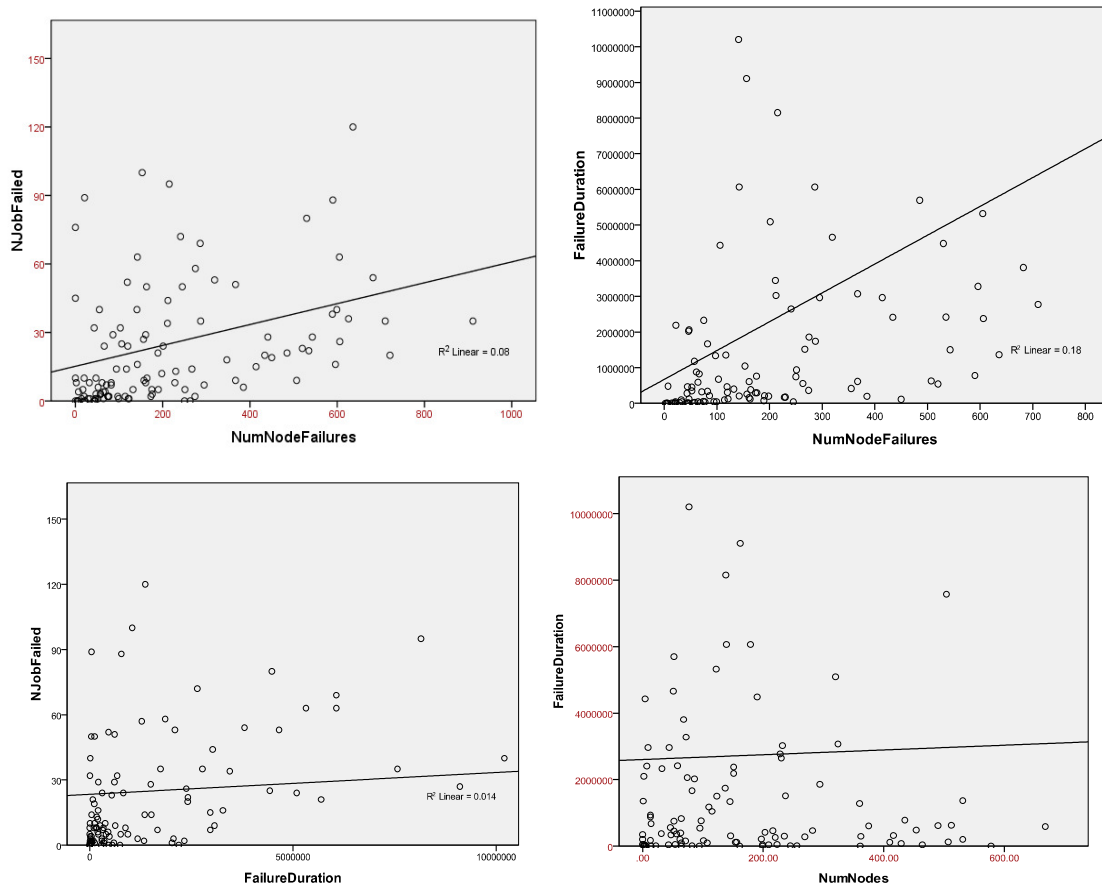 NJobFailed
150
120
90
60
30
0
R² Linear = 0.08
0 200 400 600 800 1000
NumNodeFailures
FailureDuration
11000000
10000000
9000000
8000000
7000000
6000000
5000000
4000000
3000000
2000000
1000000
0
R² Linear = 0.18
0 100 200 300 400 500 600 700 800
NumNodeFailures
NJobFailed
150
120
90
60
30
0
R² Linear = 0.014
0 5000000 10000000
FailureDuration
FailureDuration
10000000
8000000
6000000
4000000
2000000
0
.00 200.00 400.00 600.00
NumNodes